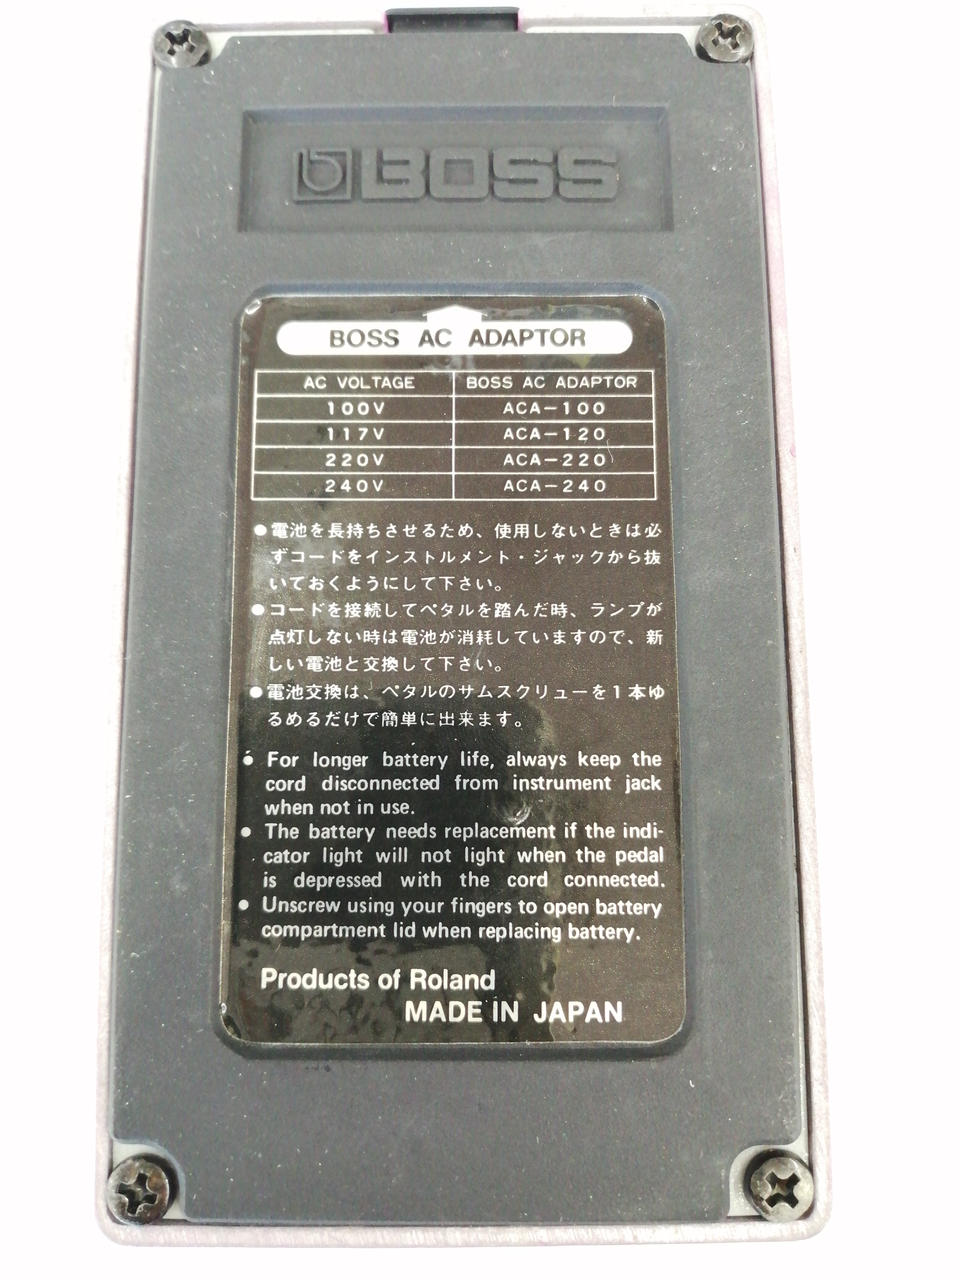 BOSS
BOSS AC ADAPTOR
AC VOLTAGE BOSS AC ADAPTOR
100V ACA-100
117V ACA-120
220V ACA-220
240V ACA-240
●電池を長持ちさせるため、使用しないときは必
ずコードをインストルメント・ジャックから抜
いておくようにして下さい。
●コードを接続してペタルを踏んだ時、ランプが
点灯しない時は電池が消耗していますので、新
しい電池と交換して下さい。
●電池交換は、ペタルのサムスクリューを1本ゆ
るめるだけで簡単に出来ます。
● For longer battery life, always keep the
cord disconnected from instrument jack
when not in use.
● The battery needs replacement if the indi-
cator light will not light when the pedal
is depressed with the cord connected.
● Unscrew using your fingers to open battery
compartment lid when replacing battery.
Products of Roland
MADE IN JAPAN